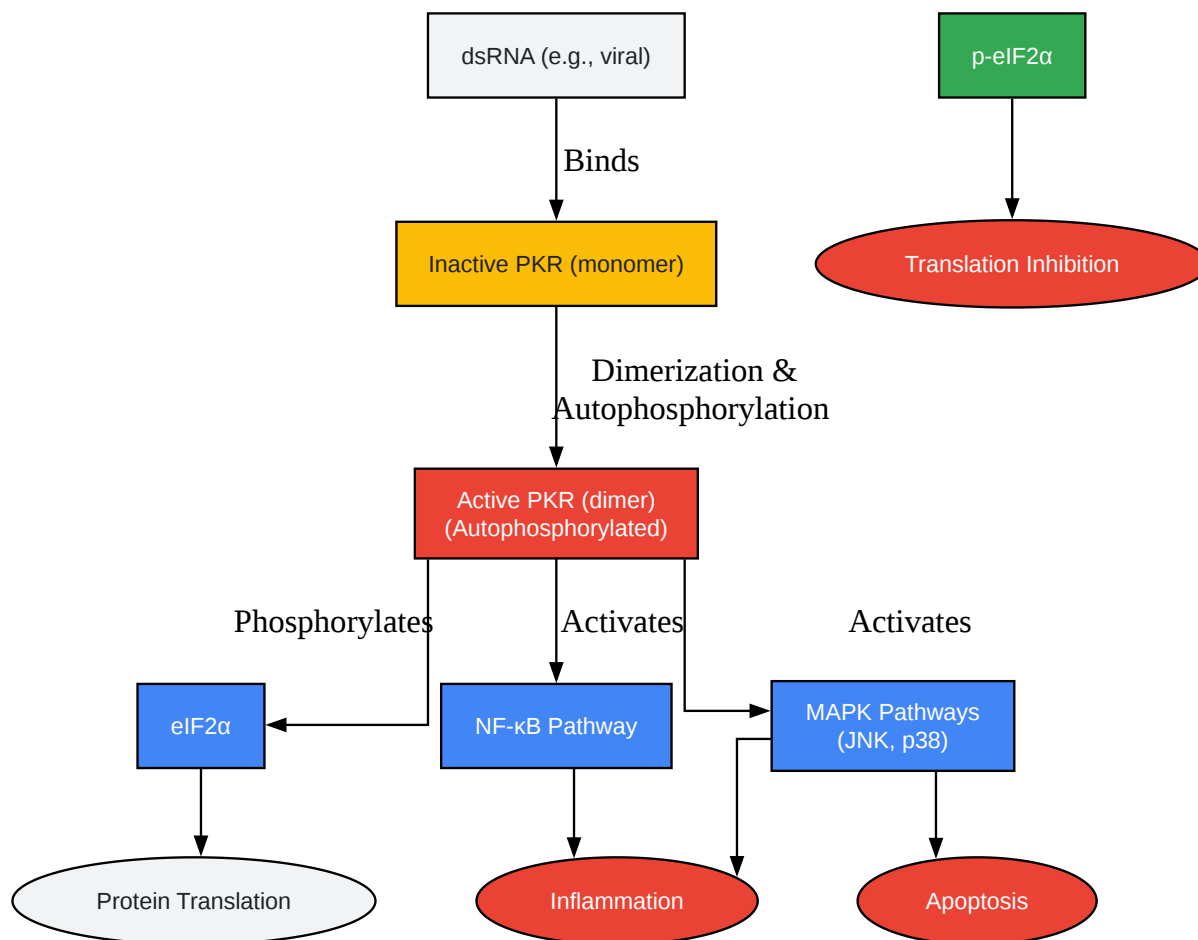 dsRNA (e.g., viral)
p-eIF2α
Binds
Inactive PKR (monomer)
Translation Inhibition
Dimerization &
Autophosphorylation
Active PKR (dimer)
(Autophosphorylated)
Phosphorylates
Activates
Activates
eIF2α
NF-κB Pathway
MAPK Pathways
(JNK, p38)
Protein Translation
Inflammation
Apoptosis